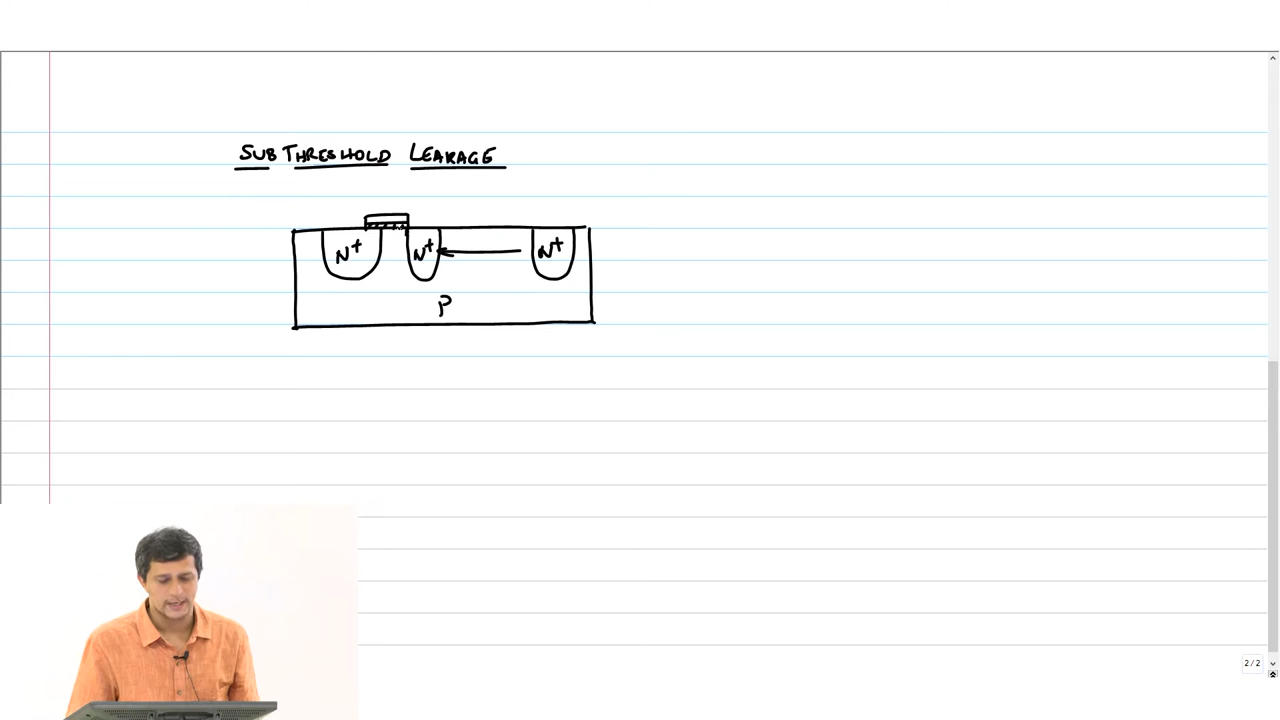 SUB THRESHOLD LEAKAGE
N+ N+ N+
P
2/2